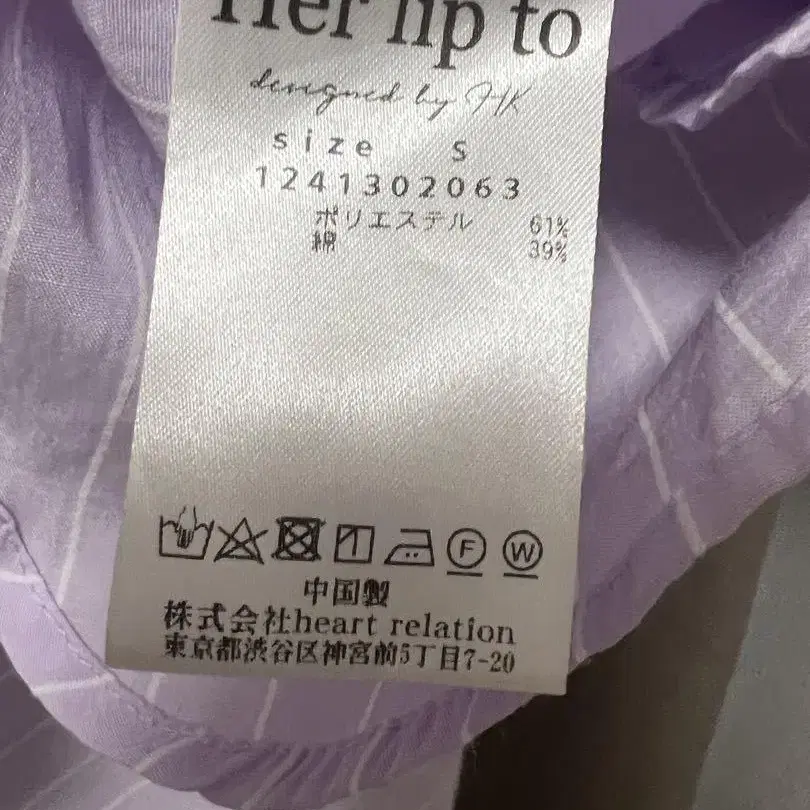 Her lip to
designed by HK
size S
1241302063
ポリエステル 61%
綿 39%
F W
中国製
株式会社heart relation
東京都渋谷区神宮前5丁目7-20